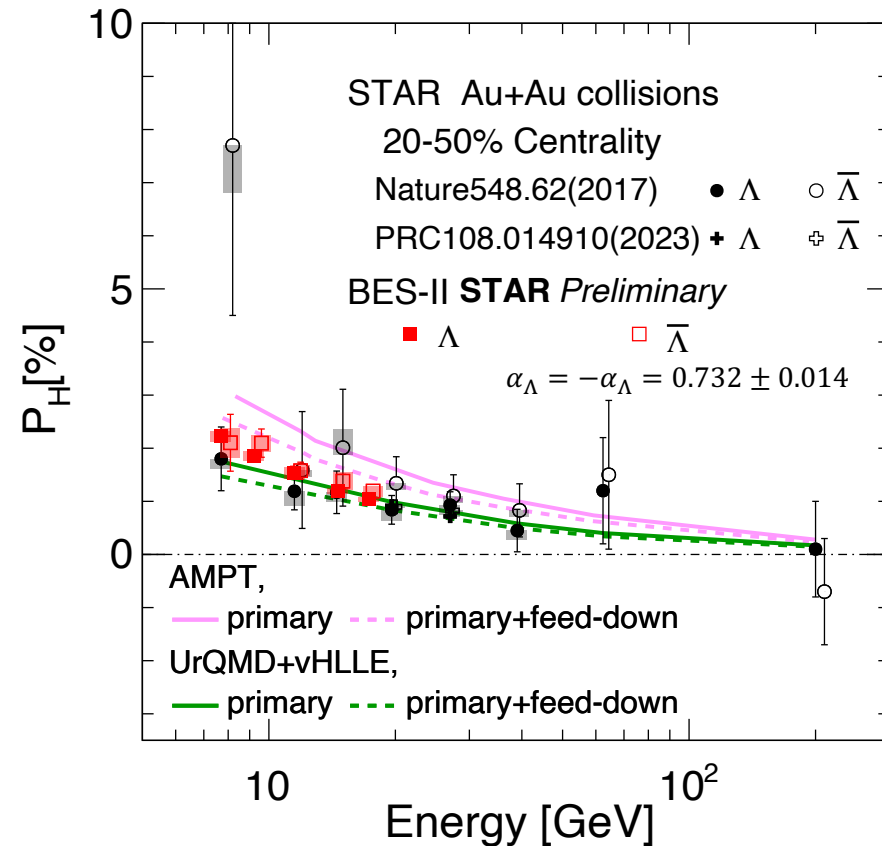 10
STAR Au+Au collisions
20-50% Centrality
Nature548.62(2017) Λ Λ̅
PRC108.014910(2023) Λ Λ̅
5
BES-II STAR Preliminary
Λ Λ̅
α_Λ = −α_Λ = 0.732 ± 0.014
P_H[%]
0
AMPT,
primary primary+feed-down
UrQMD+vHLLE,
primary primary+feed-down
10 10²
Energy [GeV]